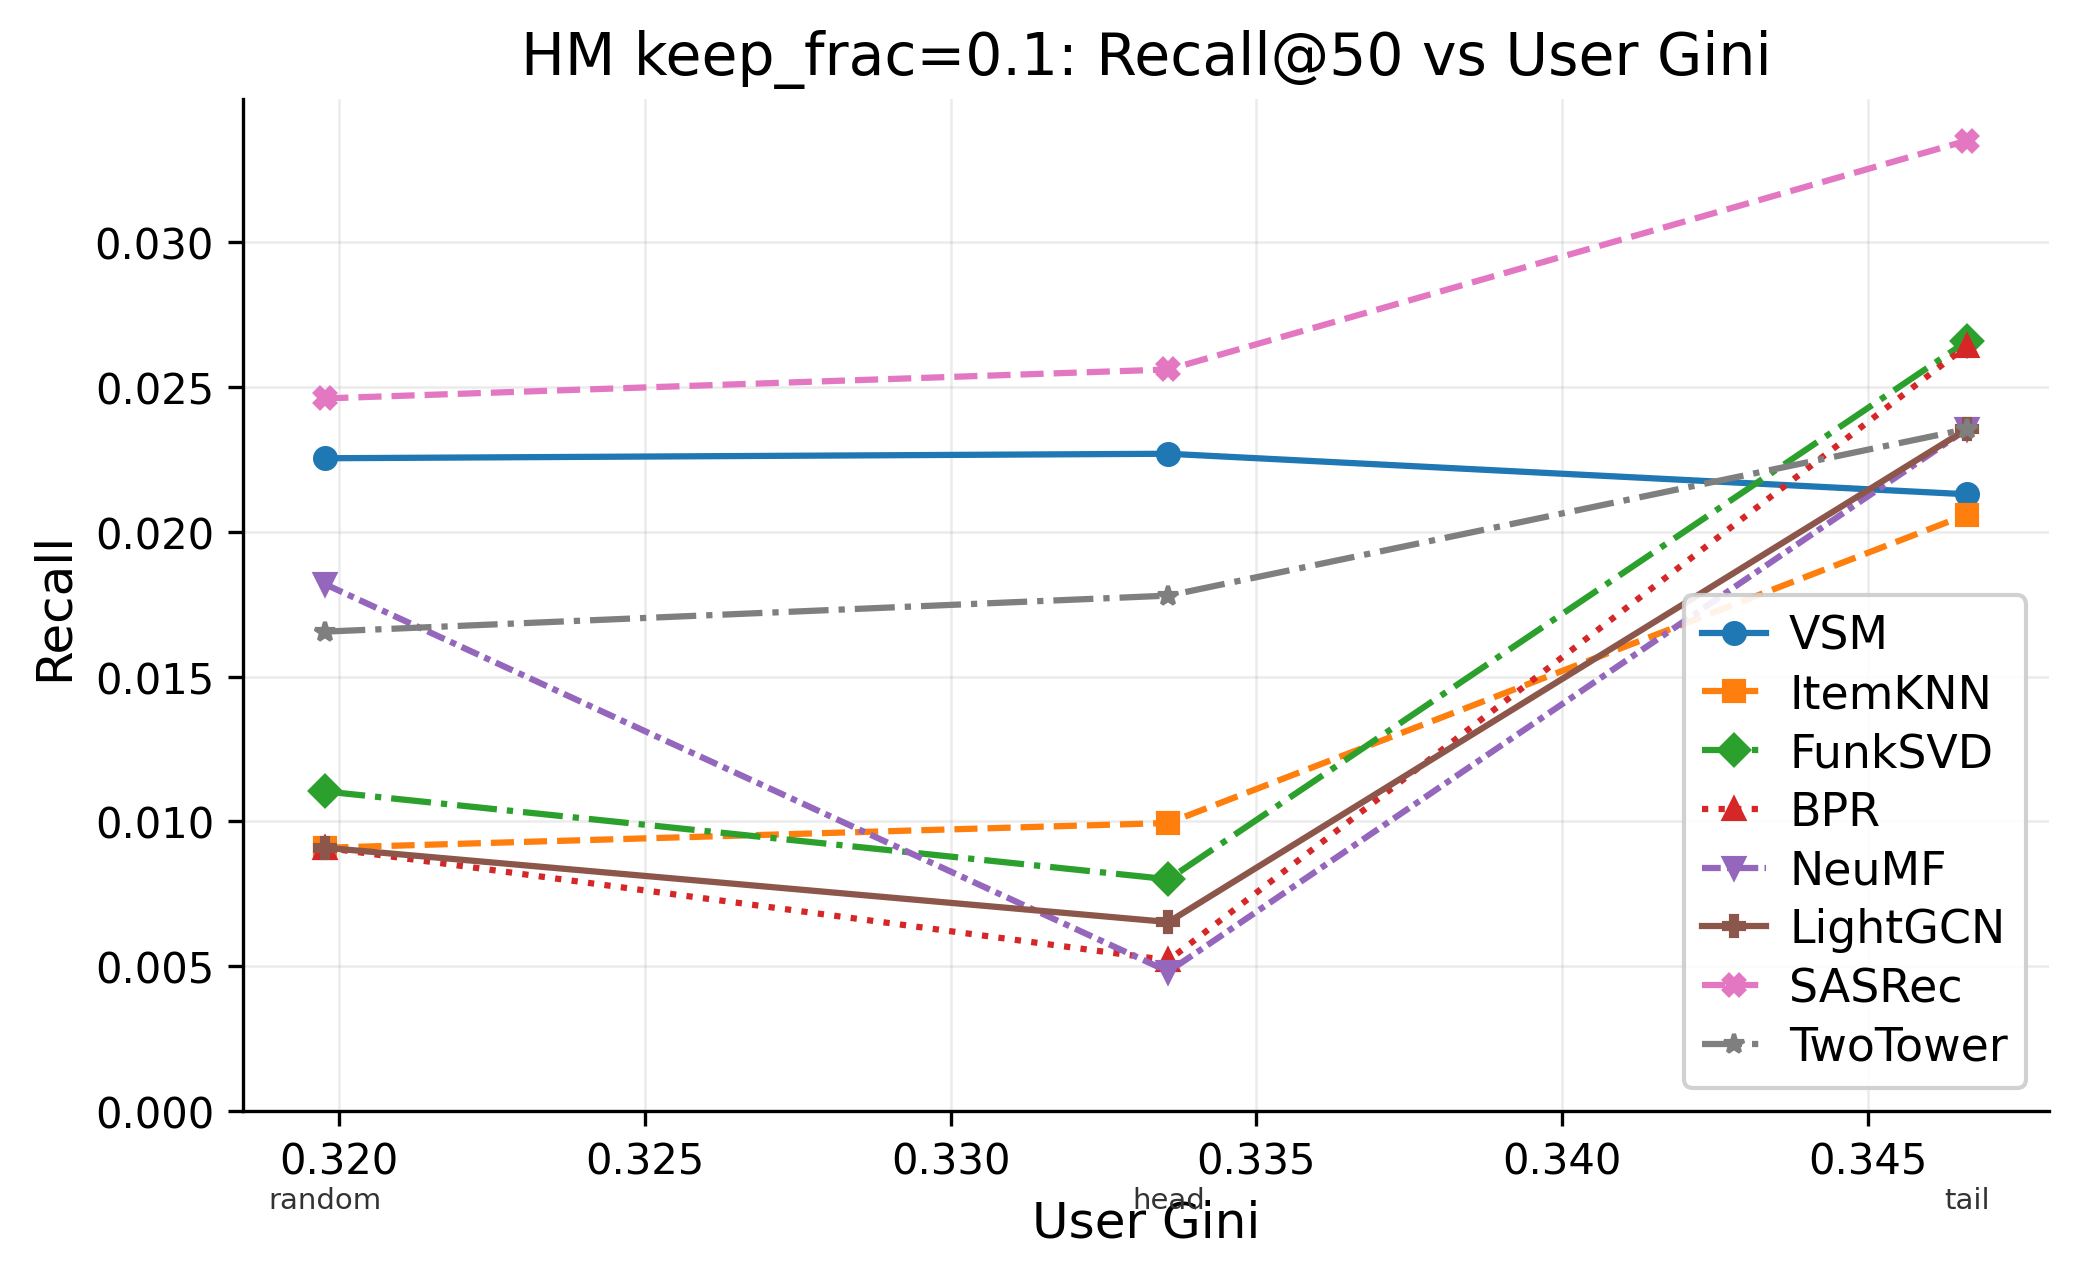 HM keep_frac=0.1: Recall@50 vs User Gini
Recall
0.030
0.025
0.020
0.015
0.010
0.005
0.000
VSM
ItemKNN
FunkSVD
BPR
NeuMF
LightGCN
SASRec
TwoTower
0.320 0.325 0.330 0.335 0.340 0.345
random head tail
User Gini